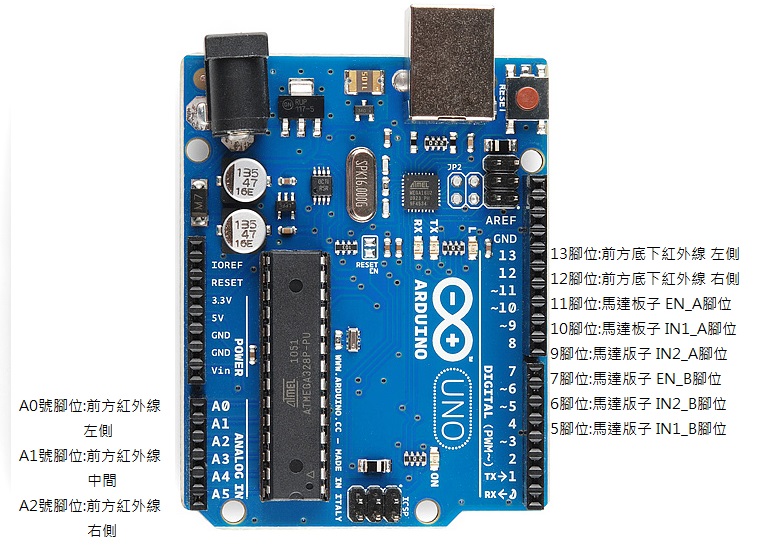 RESET
JP2
AREF
GND
13
12
~11
~10
~9
8
7
~6
~5
4
~3
2
TX→1
RX←0
DIGITAL (PWM~)
RX
TX
L
RESET
EN
RUP
117-5
135
47
16E
135
47
16E
M7
SPK16.000G
ATMEL
ARDUINO
UNO
IOREF
RESET
3.3V
5V
GND
GND
Vin
POWER
A0
A1
A2
A3
A4
A5
ANALOG IN
ATMEL
ATMEGA328P-PU
1051
WWW.ARDUINO.CC - MADE IN ITALY
ON
ICSP
13腳位:前方底下紅外線 左側
12腳位:前方底下紅外線 右側
11腳位:馬達板子 EN_A腳位
10腳位:馬達板子 IN1_A腳位
9腳位:馬達版子 IN2_A腳位
7腳位:馬達版子 EN_B腳位
6腳位:馬達版子 IN2_B腳位
5腳位:馬達版子 IN1_B腳位
A0號腳位:前方紅外線
左側
A1號腳位:前方紅外線
中間
A2號腳位:前方紅外線
右側